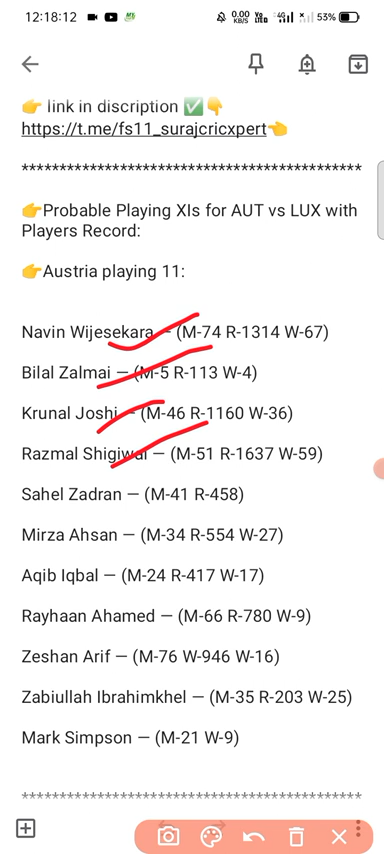 12:18:12
0.00 KB/S
4G
53%
👉 link in discription ✅👇
https://t.me/fs11_surajcricxpert👈
*********************************************
👉Probable Playing XIs for AUT vs LUX with
Players Record:
👉Austria playing 11:
Navin Wijesekara – (M-74 R-1314 W-67)
Bilal Zalmai – (M-5 R-113 W-4)
Krunal Joshi – (M-46 R-1160 W-36)
Razmal Shigiwal – (M-51 R-1637 W-59)
Sahel Zadran – (M-41 R-458)
Mirza Ahsan – (M-34 R-554 W-27)
Aqib Iqbal – (M-24 R-417 W-17)
Rayhaan Ahamed – (M-66 R-780 W-9)
Zeshan Arif – (M-76 W-946 W-16)
Zabiullah Ibrahimkhel – (M-35 R-203 W-25)
Mark Simpson – (M-21 W-9)
*********************************************